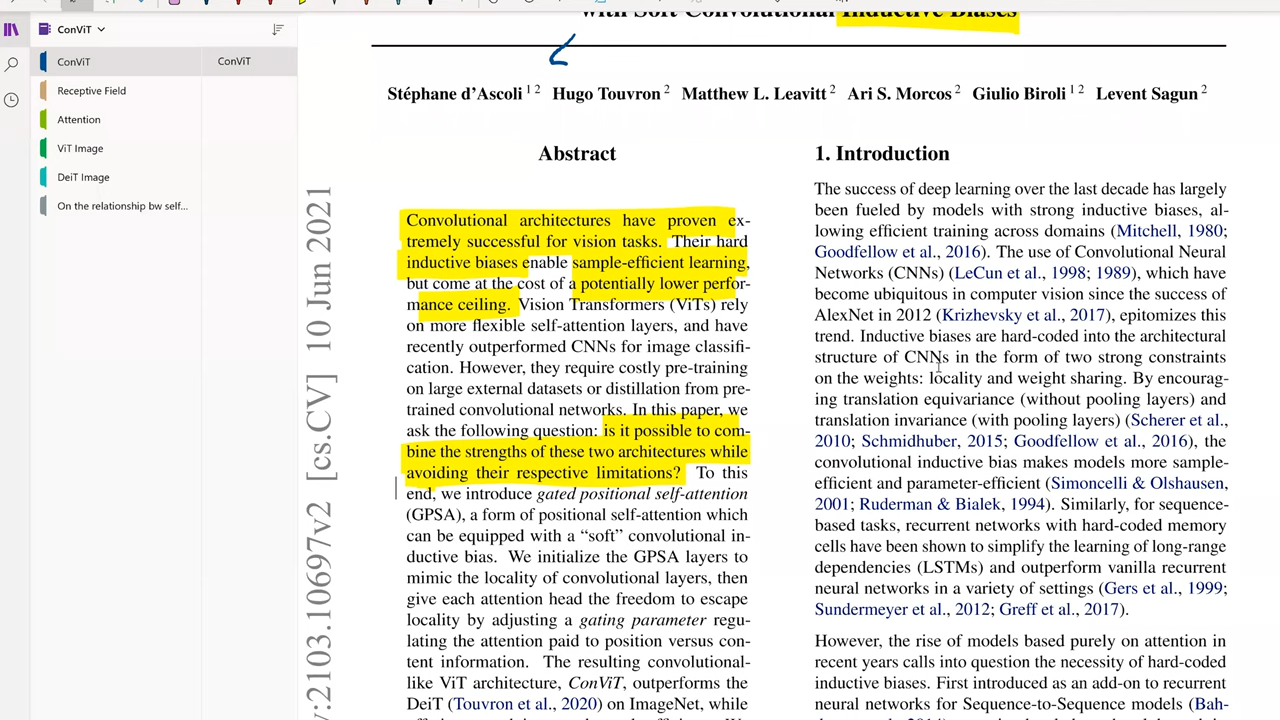 ConViT
ConViT
Receptive Field
Attention
ViT Image
DeiT Image
On the relationship bw self...
ConViT
with Soft Convolutional Inductive Biases
Stéphane d'Ascoli 1 2 Hugo Touvron 2 Matthew L. Leavitt 2 Ari S. Morcos 2 Giulio Biroli 1 2 Levent Sagun 2
:2103.10697v2 [cs.CV] 10 Jun 2021
Abstract
Convolutional architectures have proven ex-
tremely successful for vision tasks. Their hard
inductive biases enable sample-efficient learning,
but come at the cost of a potentially lower perfor-
mance ceiling. Vision Transformers (ViTs) rely
on more flexible self-attention layers, and have
recently outperformed CNNs for image classifi-
cation. However, they require costly pre-training
on large external datasets or distillation from pre-
trained convolutional networks. In this paper, we
ask the following question: is it possible to com-
bine the strengths of these two architectures while
avoiding their respective limitations? To this
end, we introduce gated positional self-attention
(GPSA), a form of positional self-attention which
can be equipped with a “soft” convolutional in-
ductive bias. We initialize the GPSA layers to
mimic the locality of convolutional layers, then
give each attention head the freedom to escape
locality by adjusting a gating parameter regu-
lating the attention paid to position versus con-
tent information. The resulting convolutional-
like ViT architecture, ConViT, outperforms the
DeiT (Touvron et al., 2020) on ImageNet, while
1. Introduction
The success of deep learning over the last decade has largely
been fueled by models with strong inductive biases, al-
lowing efficient training across domains (Mitchell, 1980;
Goodfellow et al., 2016). The use of Convolutional Neural
Networks (CNNs) (LeCun et al., 1998; 1989), which have
become ubiquitous in computer vision since the success of
AlexNet in 2012 (Krizhevsky et al., 2017), epitomizes this
trend. Inductive biases are hard-coded into the architectural
structure of CNNs in the form of two strong constraints
on the weights: locality and weight sharing. By encourag-
ing translation equivariance (without pooling layers) and
translation invariance (with pooling layers) (Scherer et al.,
2010; Schmidhuber, 2015; Goodfellow et al., 2016), the
convolutional inductive bias makes models more sample-
efficient and parameter-efficient (Simoncelli & Olshausen,
2001; Ruderman & Bialek, 1994). Similarly, for sequence-
based tasks, recurrent networks with hard-coded memory
cells have been shown to simplify the learning of long-range
dependencies (LSTMs) and outperform vanilla recurrent
neural networks in a variety of settings (Gers et al., 1999;
Sundermeyer et al., 2012; Greff et al., 2017).
However, the rise of models based purely on attention in
recent years calls into question the necessity of hard-coded
inductive biases. First introduced as an add-on to recurrent
neural networks for Sequence-to-Sequence models (Bah-